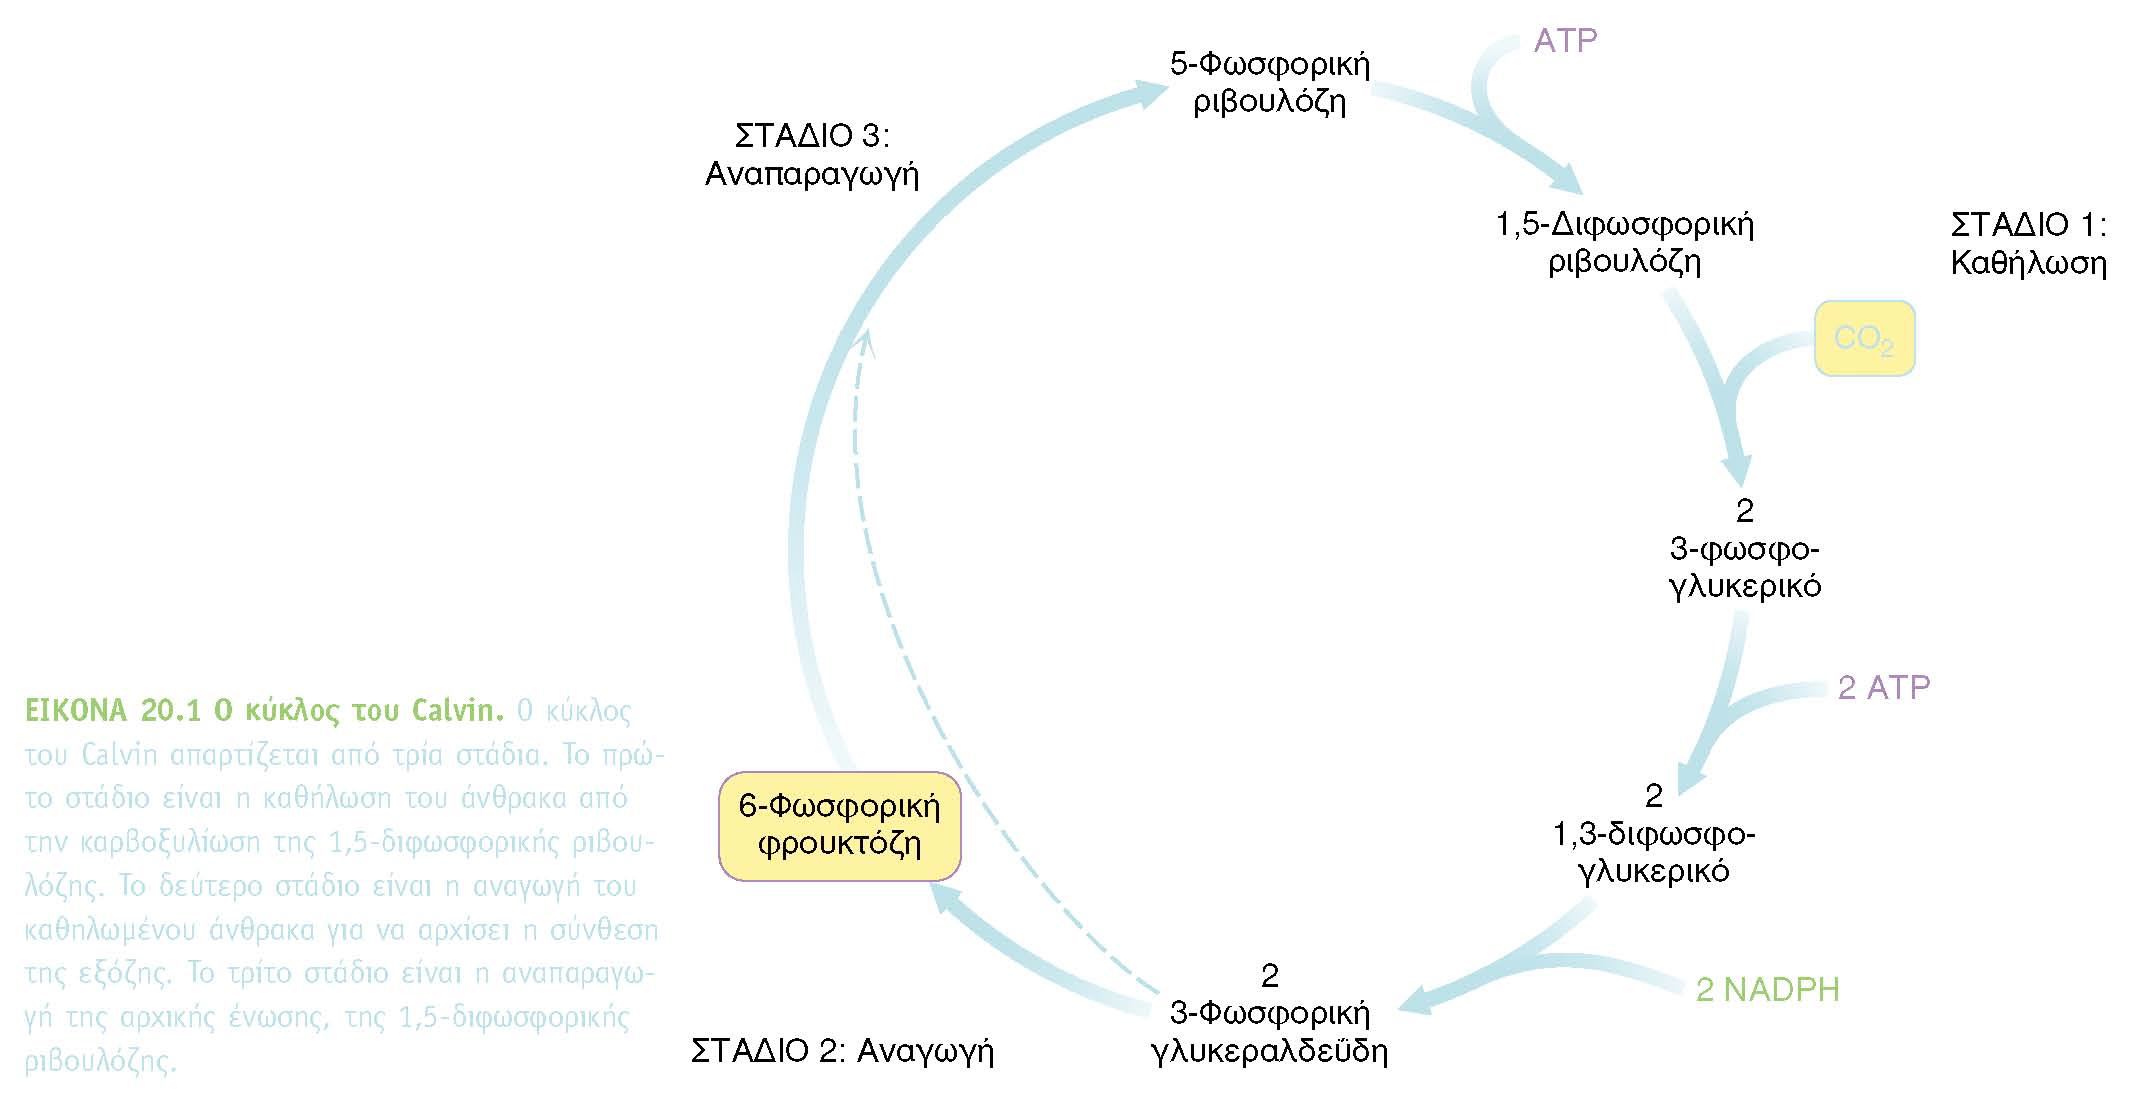 ATP
5-Φωσφορική
ριβουλόζη
ΣΤΑΔΙΟ 3:
Αναπαραγωγή
1,5-Διφωσφορική
ριβουλόζη
ΣΤΑΔΙΟ 1:
Καθήλωση
CO₂
2
3-φωσφο-
γλυκερικό
2 ATP
2
1,3-διφωσφο-
γλυκερικό
2 NADPH
2
3-Φωσφορική
γλυκεραλδεΰδη
ΣΤΑΔΙΟ 2: Αναγωγή
6-Φωσφορική
φρουκτόζη
ΕΙΚΟΝΑ 20.1 Ο κύκλος του Calvin. Ο κύκλος
του Calvin απαρτίζεται από τρία στάδια. Το πρώ-
το στάδιο είναι η καθήλωση του άνθρακα από
την καρβοξυλίωση της 1,5-διφωσφορικής ριβου-
λόζης. Το δεύτερο στάδιο είναι η αναγωγή του
καθηλωμένου άνθρακα για να αρχίσει η σύνθεση
της εξόζης. Το τρίτο στάδιο είναι η αναπαραγω-
γή της αρχικής ένωσης, της 1,5-διφωσφορικής
ριβουλόζης.